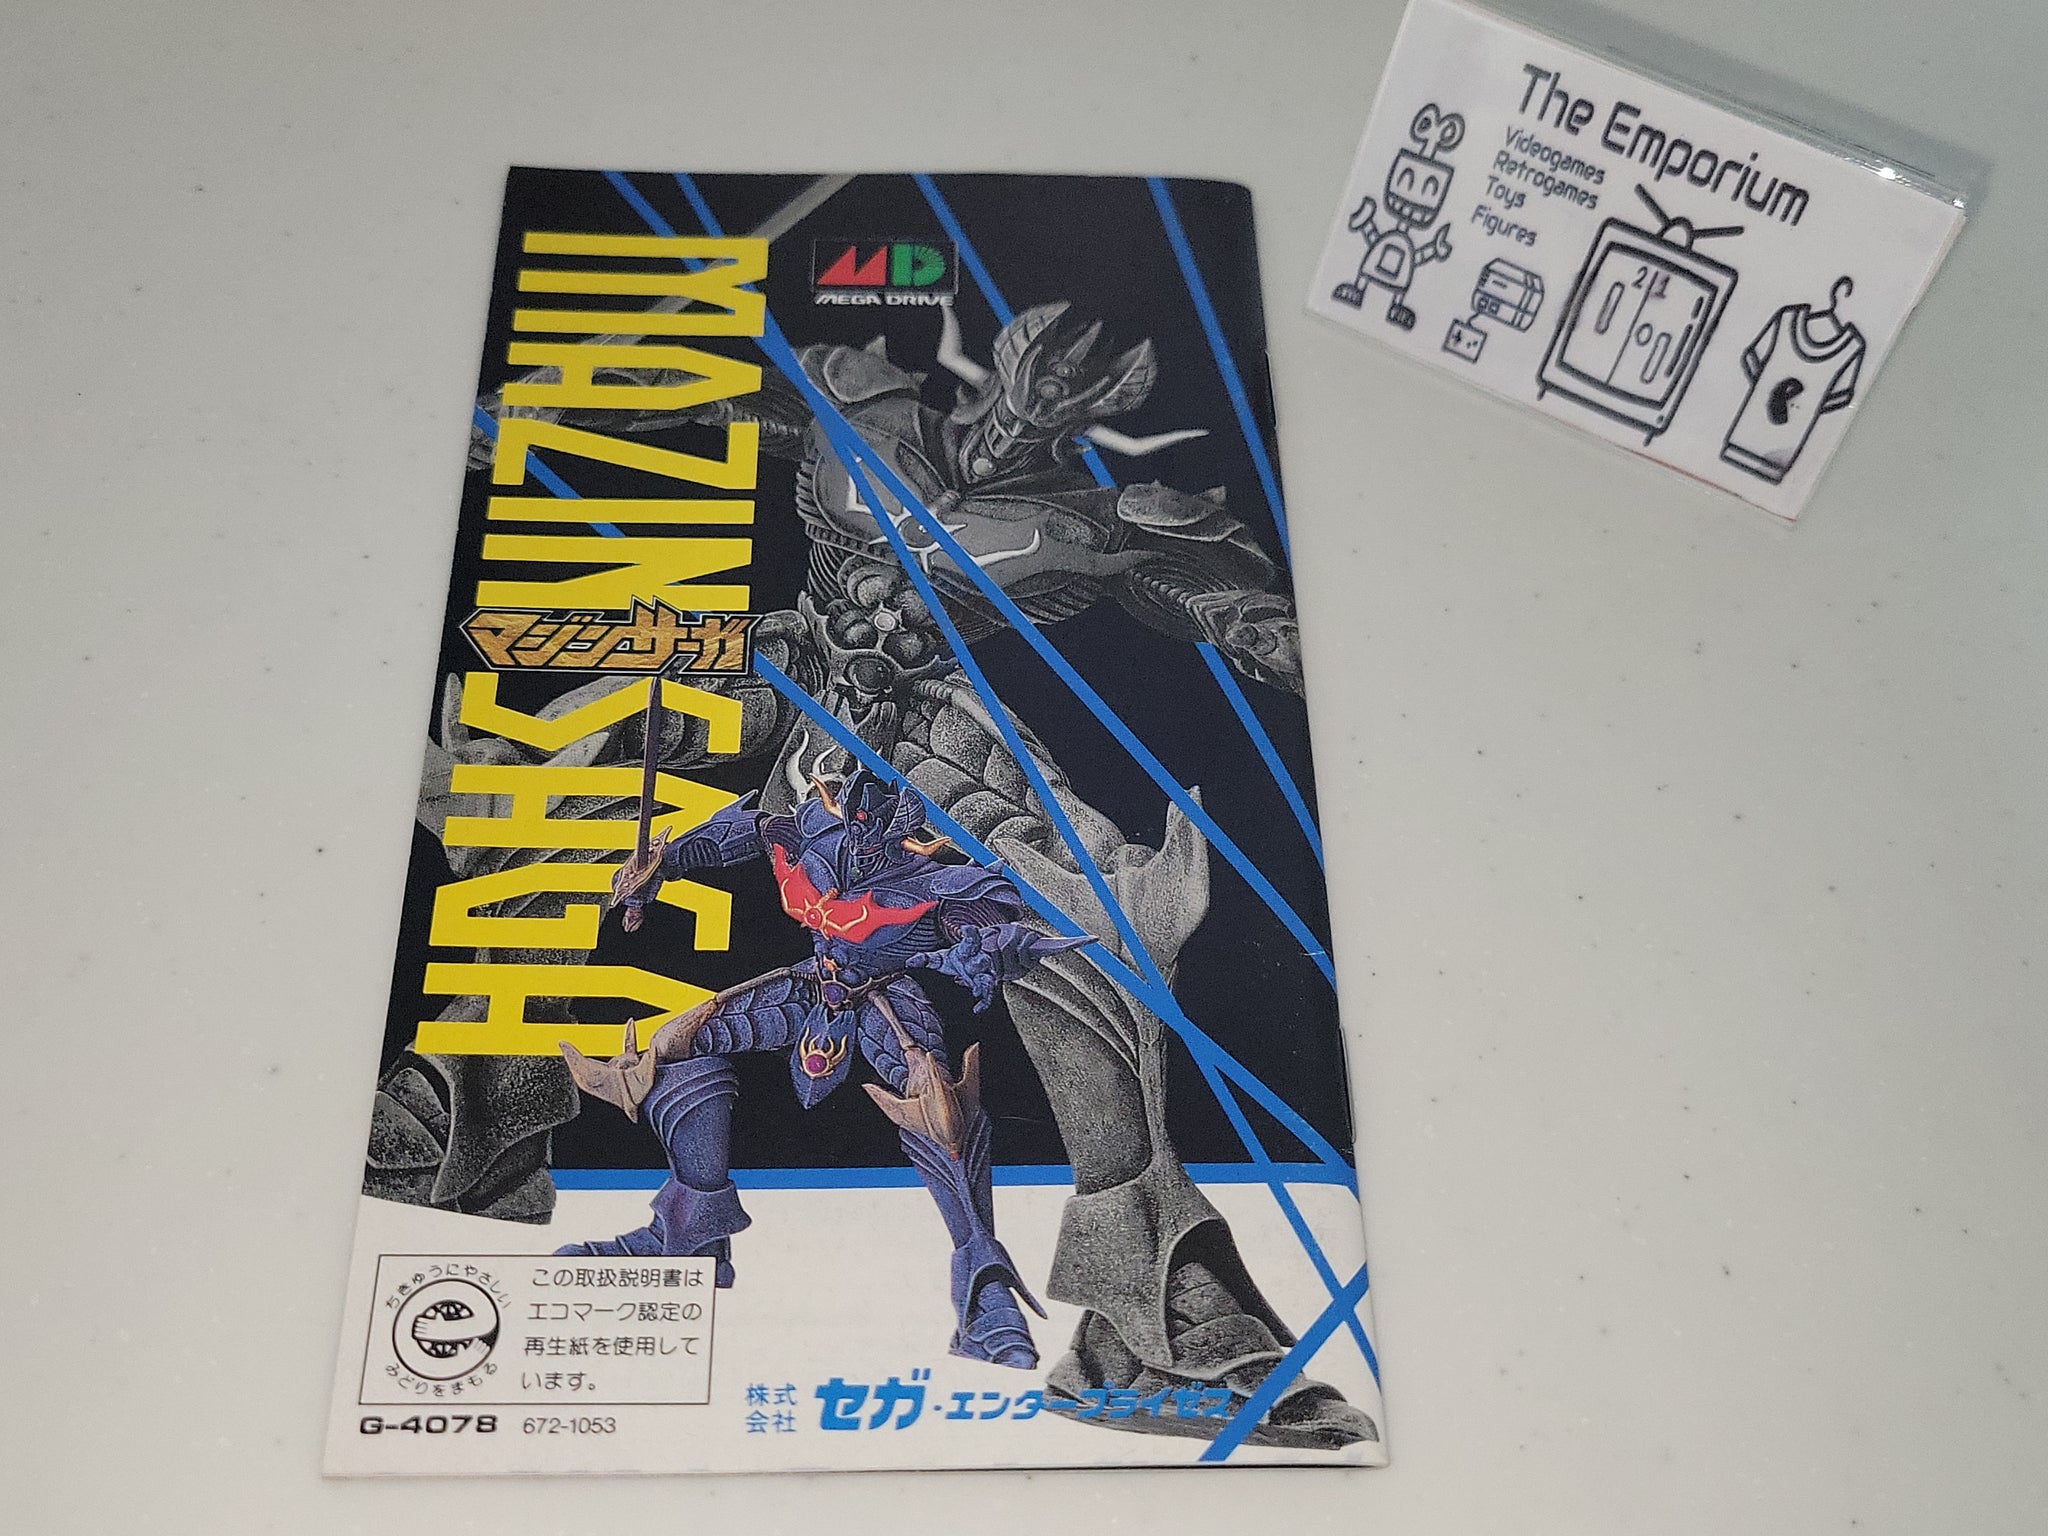 The Emporium
Videogames
Retrogames
Toys
Figures
21
MAZIN SAGA
マジンサーガ
MD
MEGA DRIVE
ちきゅうにやさしい
みどりをまもる
この取扱説明書は
エコマーク認定の
再生紙を使用して
います。
G-4078 672-1053
株式会社 セガ・エンタープライゼス